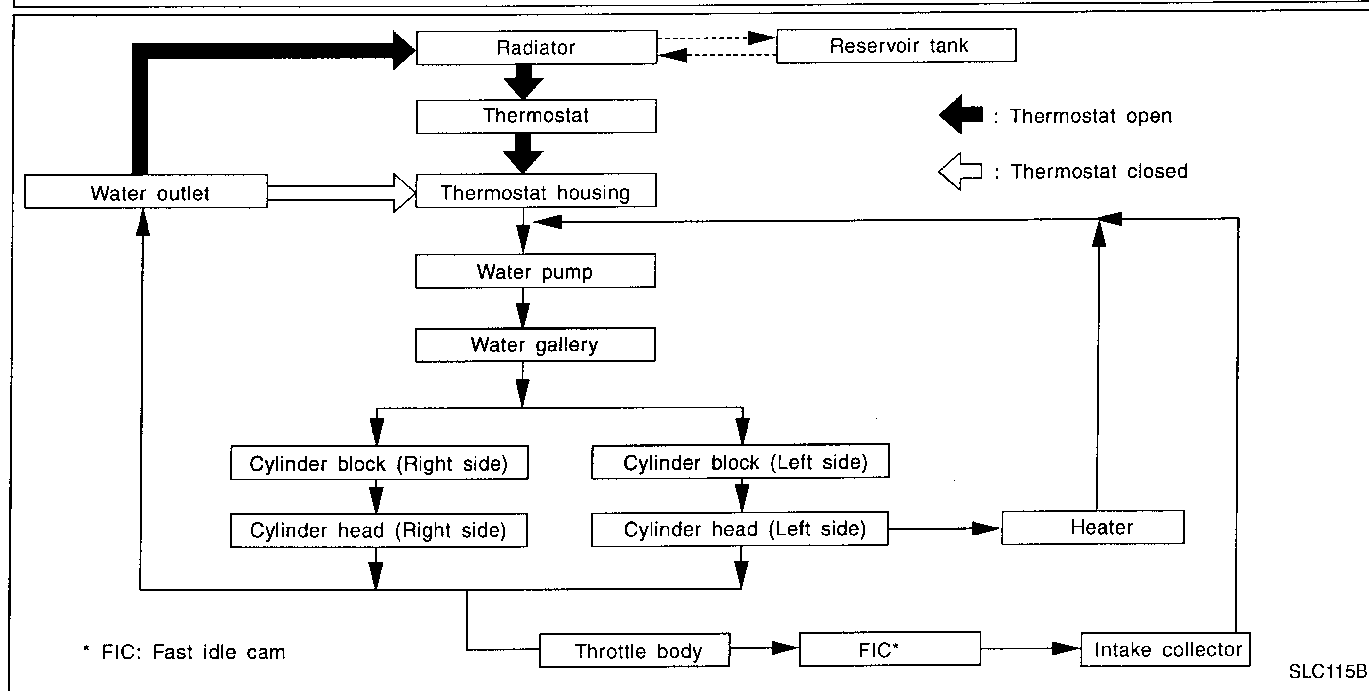 Radiator
Reservoir tank
Thermostat
: Thermostat open
: Thermostat closed
Water outlet
Thermostat housing
Water pump
Water gallery
Cylinder block (Right side)
Cylinder block (Left side)
Cylinder head (Right side)
Cylinder head (Left side)
Heater
* FIC: Fast idle cam
Throttle body
FIC*
Intake collector
SLC115B